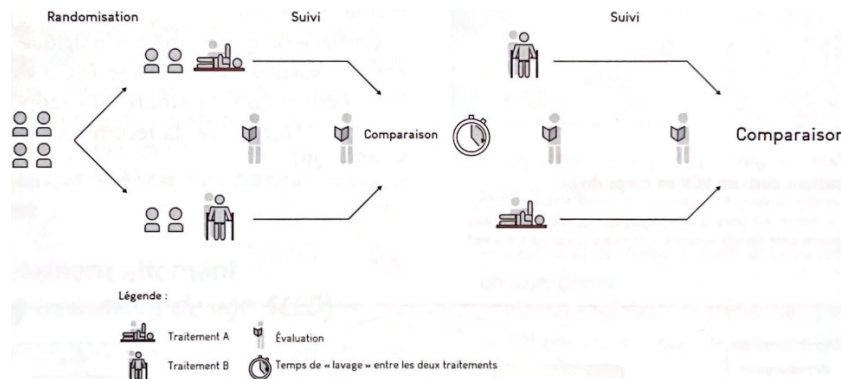 Randomisation
Suivi
Suivi
Comparaison
Comparaison
Légende :
Traitement A
Évaluation
Traitement B
Temps de « lavage » entre les deux traitements